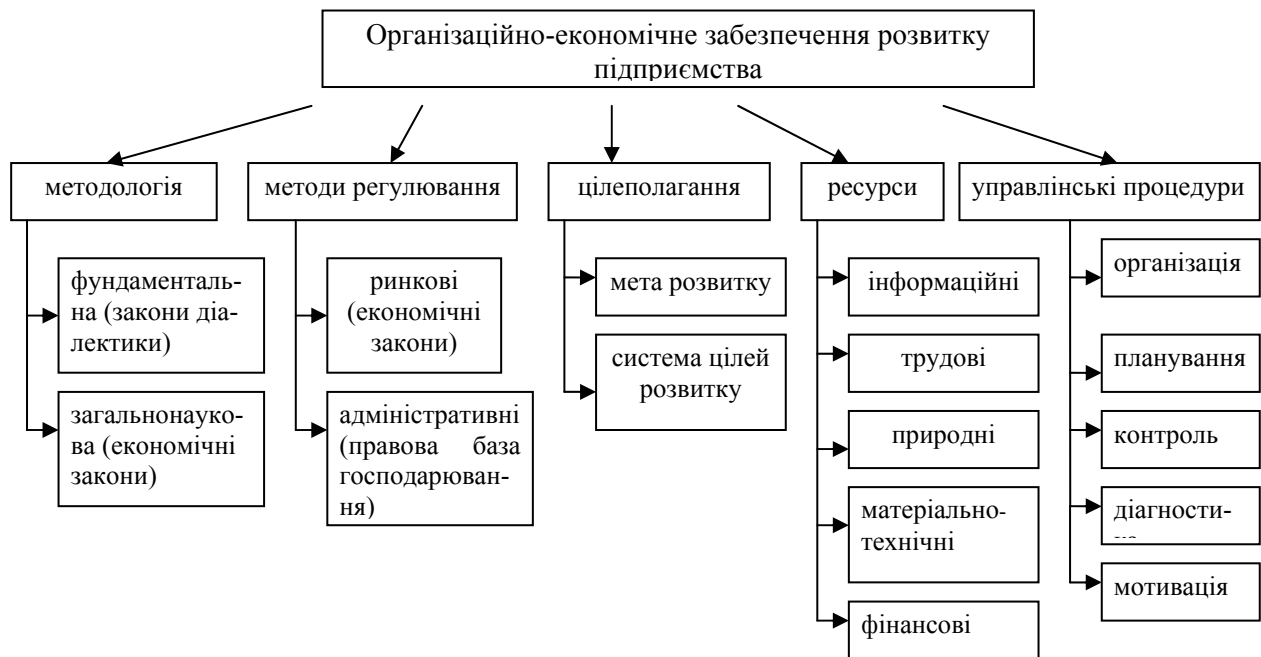 Організаційно-економічне забезпечення розвитку
підприємства
методологія
методи регулювання
цілеполагання
ресурси
управлінські процедури
фундаменталь-
на (закони діа-
лектики)
загальнонауко-
ва (економічні
закони)
ринкові
(економічні
закони)
адміністративні
(правова база
господарюван-
ня)
мета розвитку
система цілей
розвитку
інформаційні
трудові
природні
матеріально-
технічні
фінансові
організація
планування
контроль
діагности-
мотивація